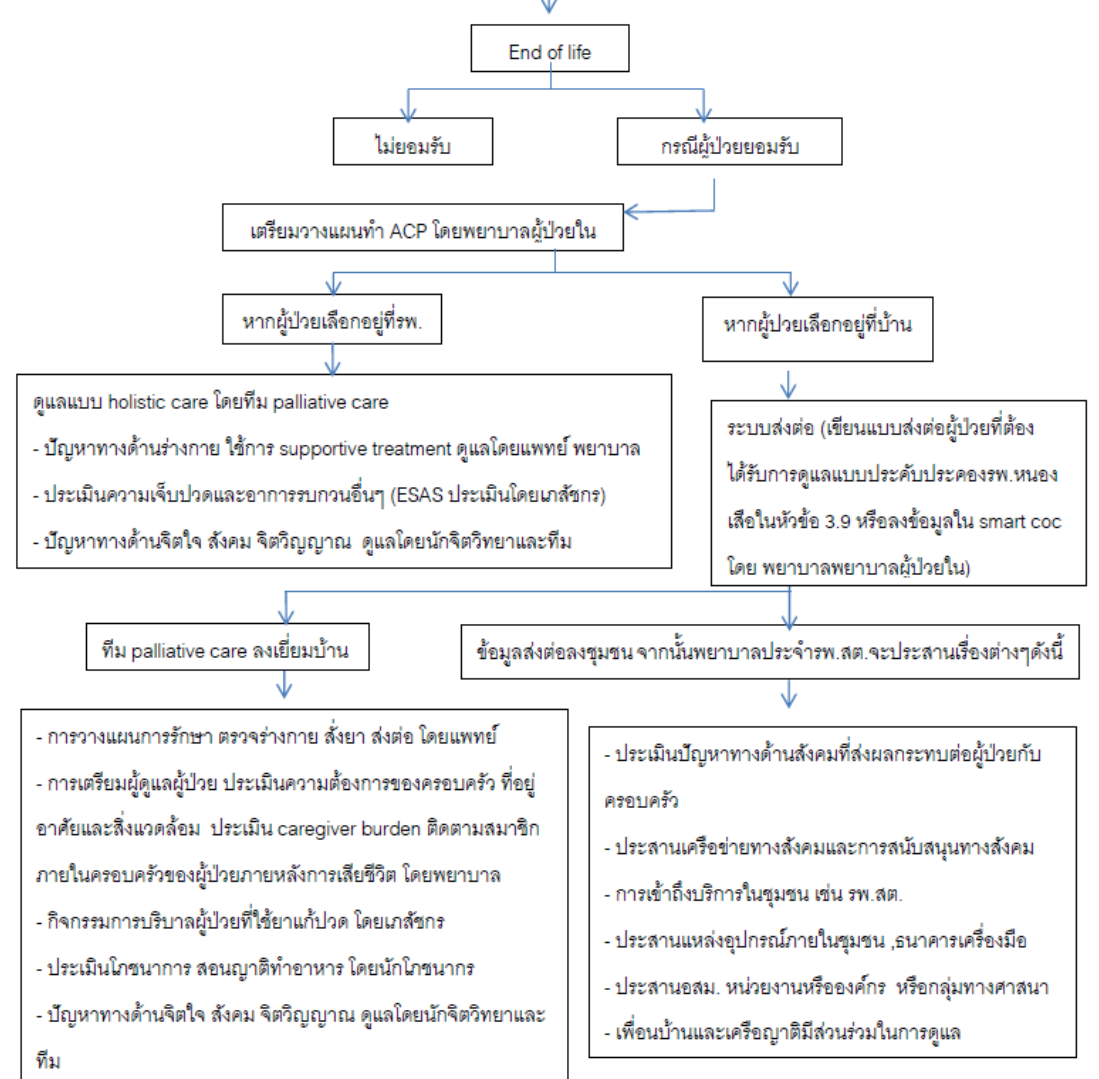 End of life
ไม่ยอมรับ
กรณีผู้ป่วยยอมรับ
เตรียมวางแผนทำ ACP โดยพยาบาลผู้ป่วยใน
หากผู้ป่วยเลือกอยู่ที่รพ.
หากผู้ป่วยเลือกอยู่ที่บ้าน
ดูแลแบบ holistic care โดยทีม palliative care
- ปัญหาทางด้านร่างกาย ใช้การ supportive treatment ดูแลโดยแพทย์ พยาบาล
- ประเมินความเจ็บปวดและอาการรบกวนอื่นๆ (ESAS ประเมินโดยเภสัชกร)
- ปัญหาทางด้านจิตใจ สังคม จิตวิญญาณ ดูแลโดยนักจิตวิทยาและทีม
ระบบส่งต่อ (เขียนแบบส่งต่อผู้ป่วยที่ต้อง
ได้รับการดูแลแบบประคับประคองรพ.หนอง
เสือในหัวข้อ 3.9 หรือลงข้อมูลใน smart coc
โดย พยาบาลพยาบาลผู้ป่วยใน)
ทีม palliative care ลงเยี่ยมบ้าน
ข้อมูลส่งต่อลงชุมชน จากนั้นพยาบาลประจำรพ.สต.จะประสานเรื่องต่างๆดังนี้
- การวางแผนการรักษา ตรวจร่างกาย สั่งยา ส่งต่อ โดยแพทย์
- การเตรียมผู้ดูแลผู้ป่วย ประเมินความต้องการของครอบครัว ที่อยู่
อาศัยและสิ่งแวดล้อม ประเมิน caregiver burden ติดตามสมาชิก
ภายในครอบครัวของผู้ป่วยภายหลังการเสียชีวิต โดยพยาบาล
- กิจกรรมการบริบาลผู้ป่วยที่ใช้ยาแก้ปวด โดยเภสัชกร
- ประเมินโภชนาการ สอนญาติทำอาหาร โดยนักโภชนากร
- ปัญหาทางด้านจิตใจ สังคม จิตวิญญาณ ดูแลโดยนักจิตวิทยาและ
ทีม
- ประเมินปัญหาทางด้านสังคมที่ส่งผลกระทบต่อผู้ป่วยกับ
ครอบครัว
- ประสานเครือข่ายทางสังคมและการสนับสนุนทางสังคม
- การเข้าถึงบริการในชุมชน เช่น รพ.สต.
- ประสานแหล่งอุปกรณ์ภายในชุมชน ,ธนาคารเครื่องมือ
- ประสานอสม. หน่วยงานหรือองค์กร หรือกลุ่มทางศาสนา
- เพื่อนบ้านและเครือญาติมีส่วนร่วมในการดูแล